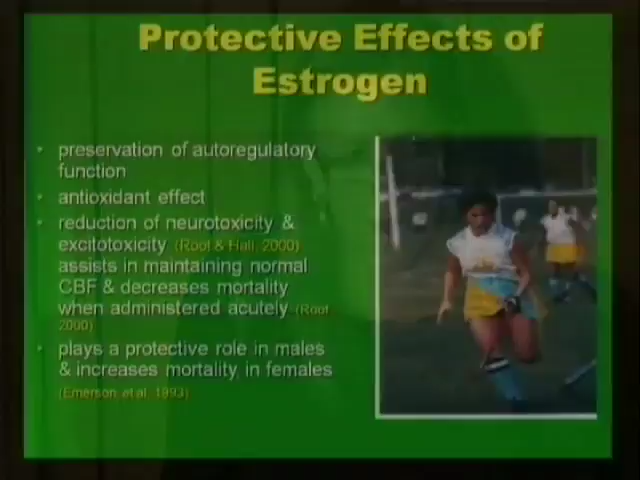 Protective Effects of
Estrogen
• preservation of autoregulatory
function
• antioxidant effect
• reduction of neurotoxicity &
excitotoxicity (Roof & Hall, 2000)
assists in maintaining normal
CBF & decreases mortality
when administered acutely (Roof
2000)
• plays a protective role in males
& increases mortality in females
(Emerson, et al, 1993)